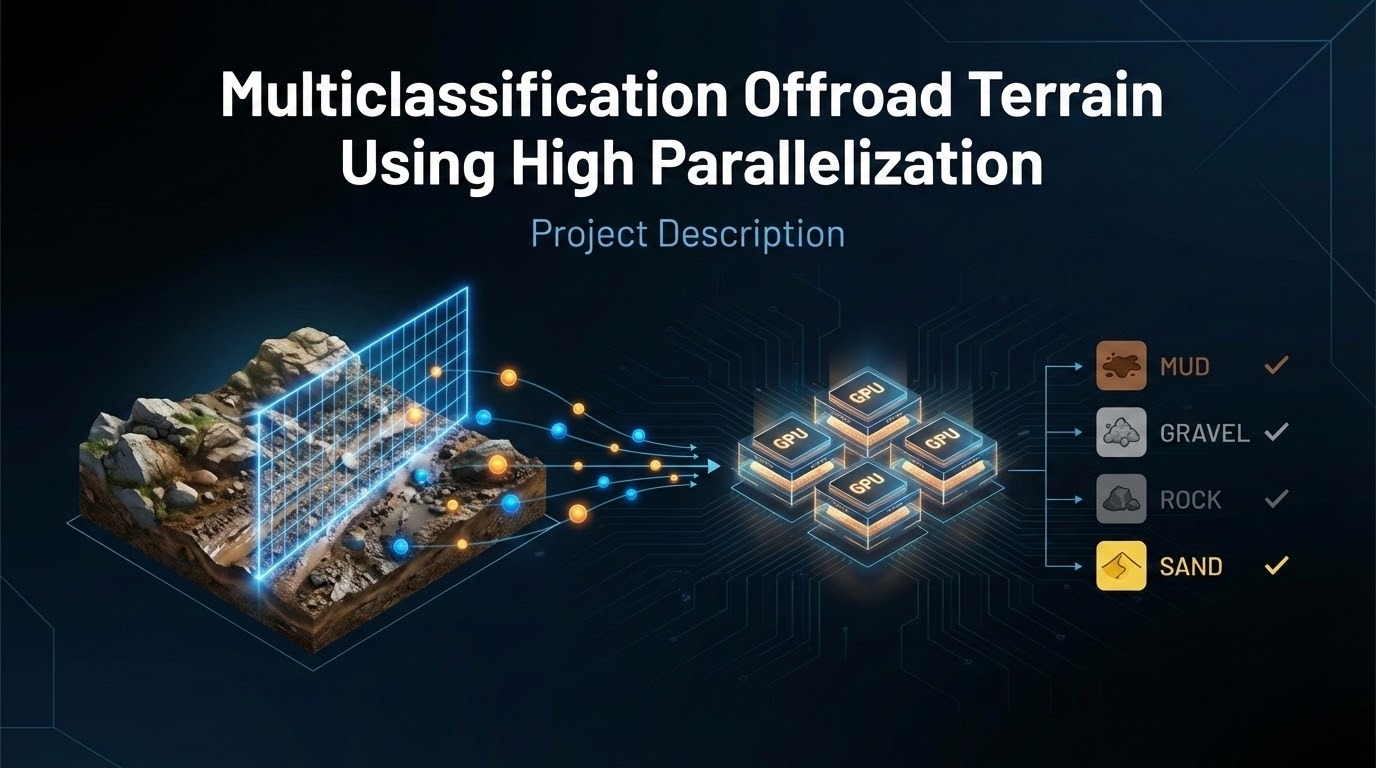 Multiclassification Offroad Terrain
Using High Parallelization
Project Description
GPU
GPU
GPU
GPU
MUD
GRAVEL
ROCK
SAND